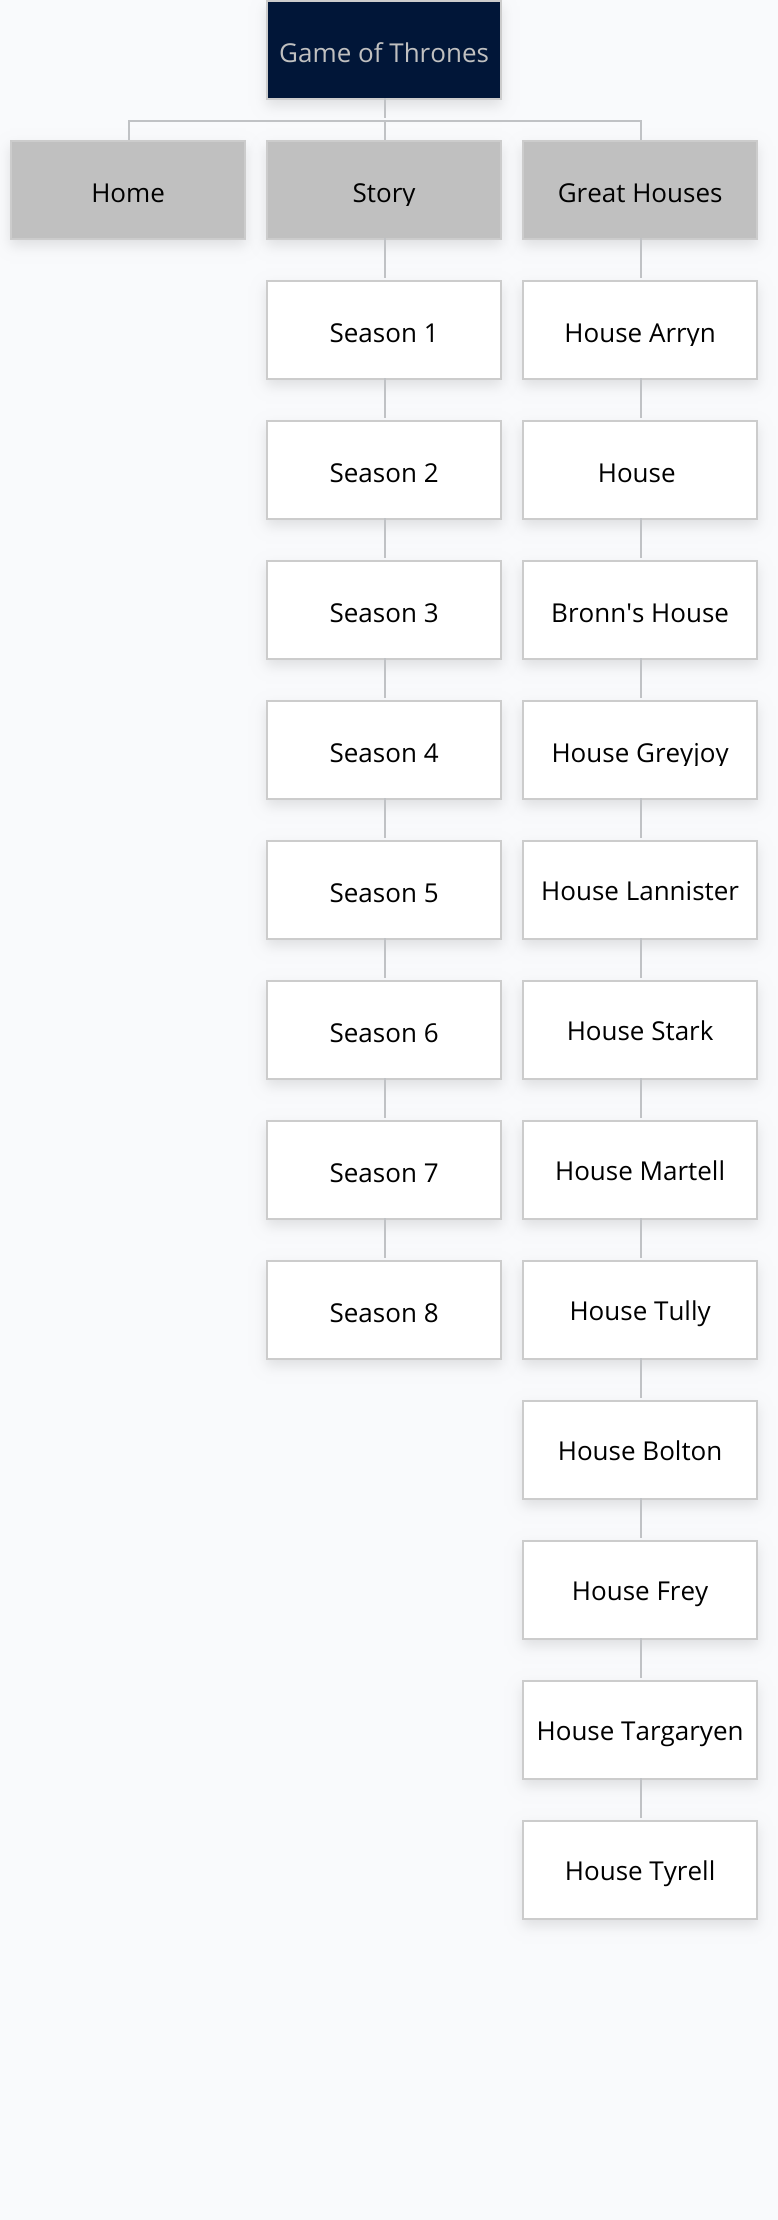 Game of Thrones
Home
Story
Great Houses
Season 1
House Arryn
Season 2
House
Season 3
Bronn's House
Season 4
House Greyjoy
Season 5
House Lannister
Season 6
House Stark
Season 7
House Martell
Season 8
House Tully
House Bolton
House Frey
House Targaryen
House Tyrell